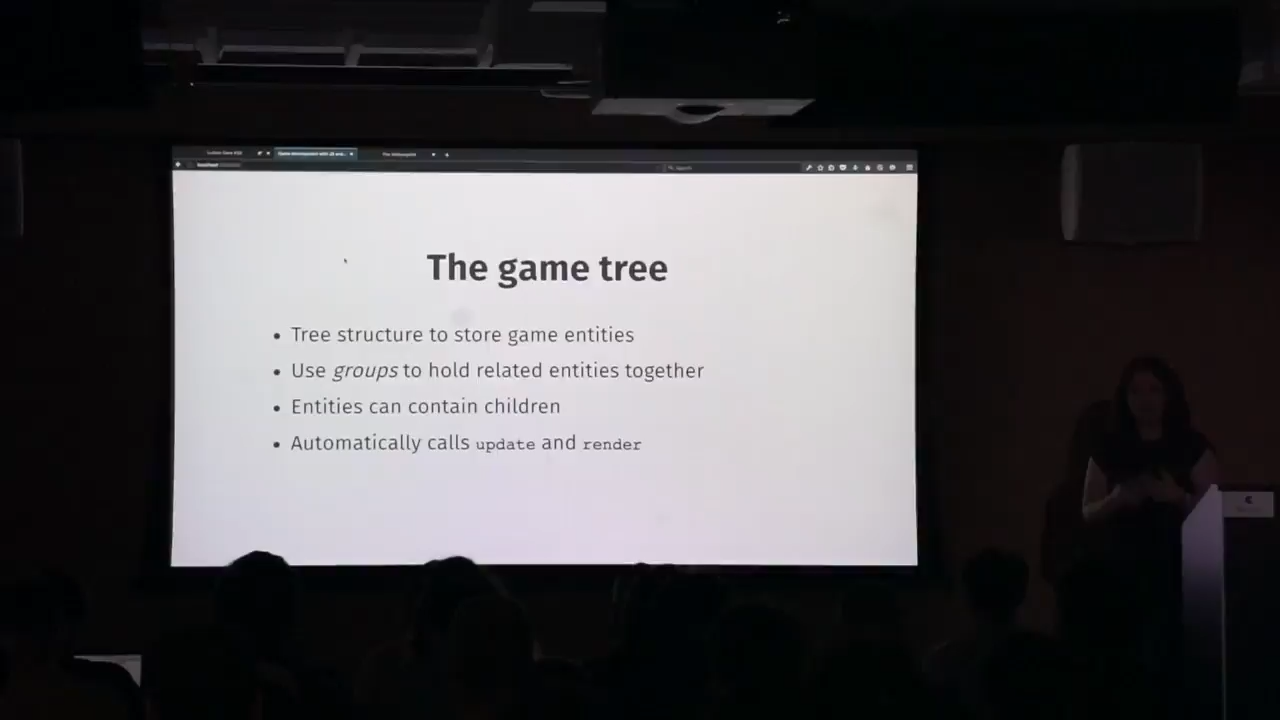 Search
The game tree
• Tree structure to store game entities
• Use groups to hold related entities together
• Entities can contain children
• Automatically calls update and render